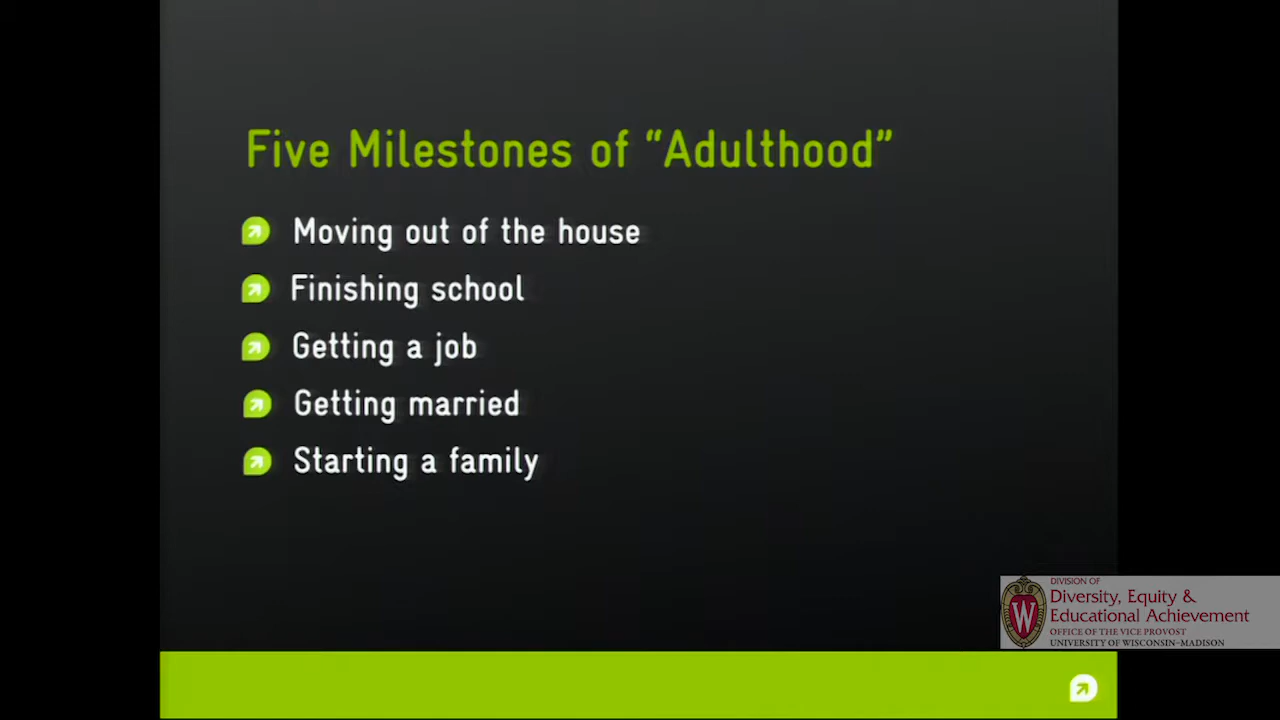 Five Milestones of “Adulthood”
Moving out of the house
Finishing school
Getting a job
Getting married
Starting a family
DIVISION OF
Diversity, Equity &
Educational Achievement
OFFICE OF THE VICE PROVOST
UNIVERSITY OF WISCONSIN–MADISON
W